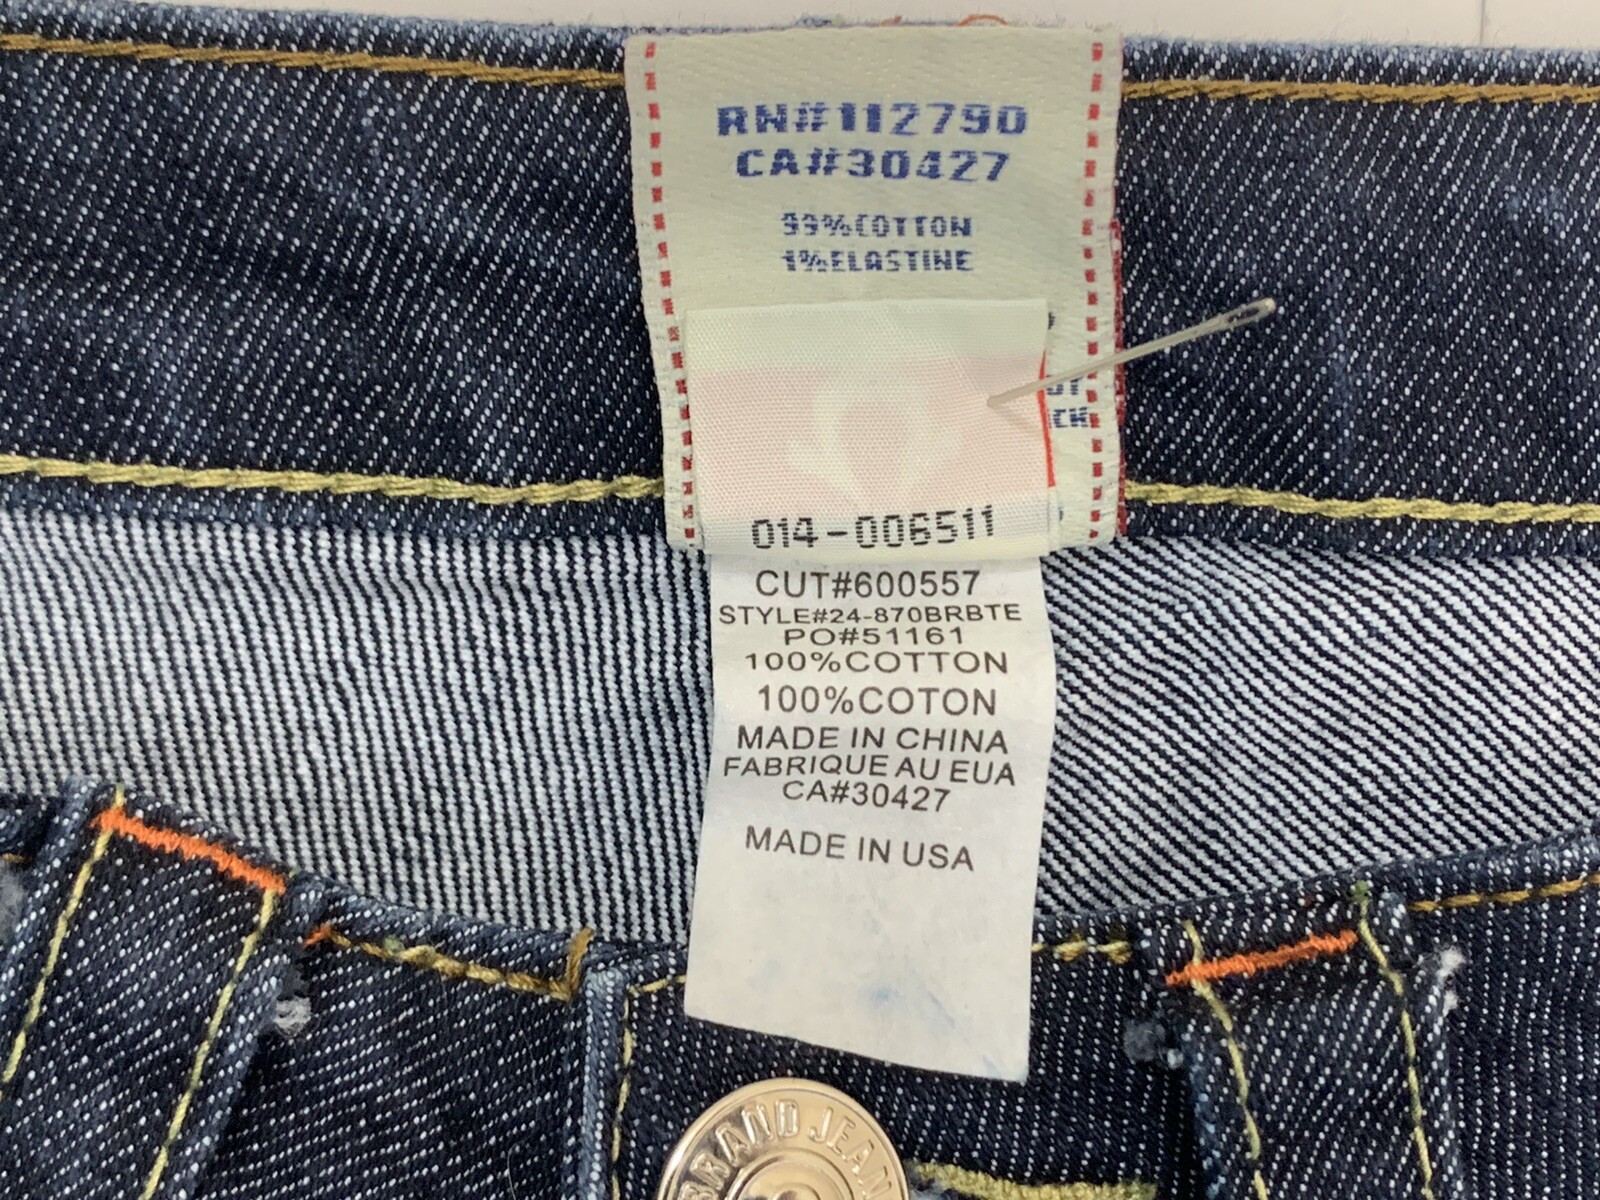 RN#112790
CA#30427
99%COTTON
1%ELASTINE
014-006511
CUT#600557
STYLE#24-870BRBTE
PO#51161
100%COTTON
100%COTON
MADE IN CHINA
FABRIQUE AU EUA
CA#30427
MADE IN USA
BRAND JEAN